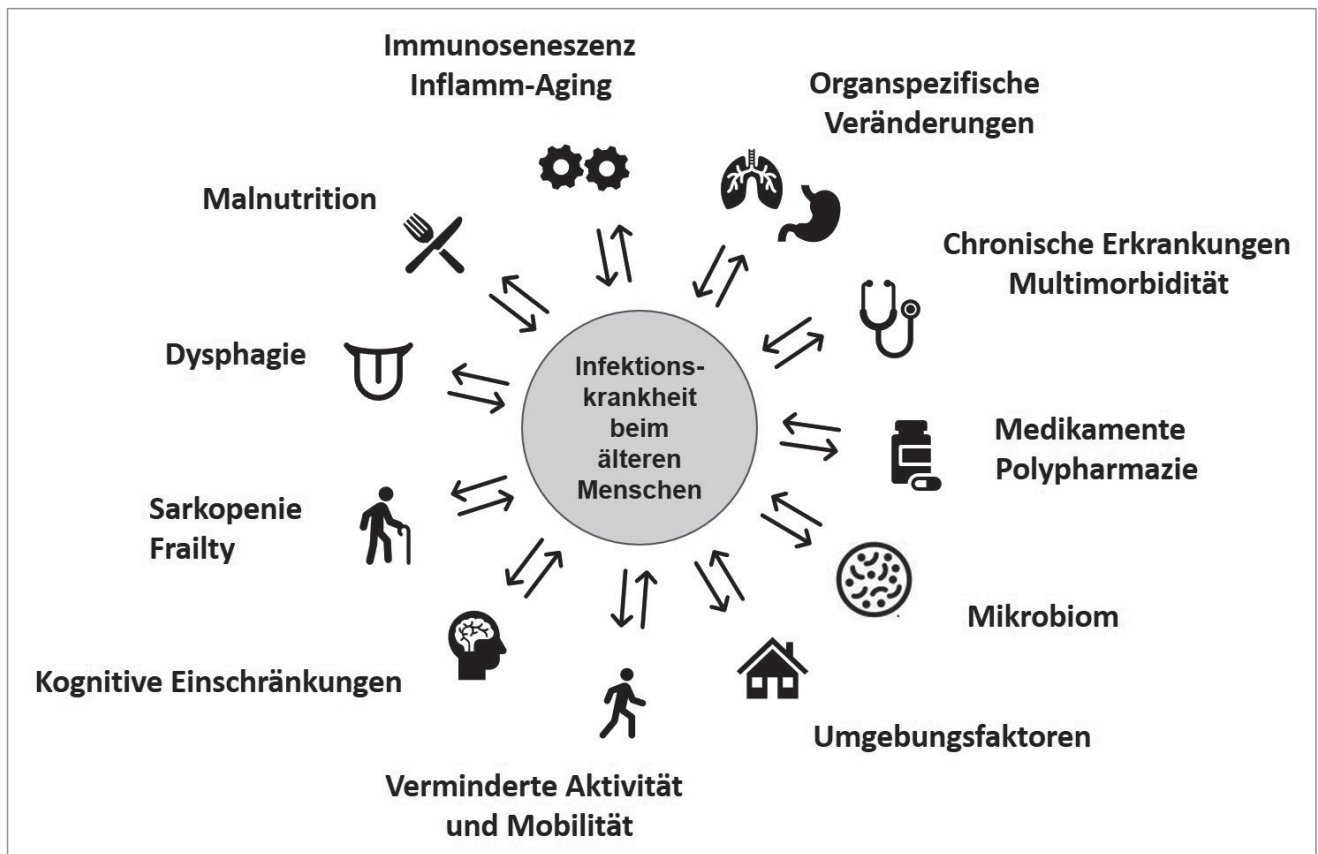 Immunoseneszenz
Inflamm-Aging
Organspezifische
Veränderungen
Malnutrition
Chronische Erkrankungen
Multimorbidität
Dysphagie
Infektions-
krankheit
beim
älteren
Menschen
Medikamente
Polypharmazie
Sarkopenie
Frailty
Mikrobiom
Kognitive Einschränkungen
Umgebungsfaktoren
Verminderte Aktivität
und Mobilität